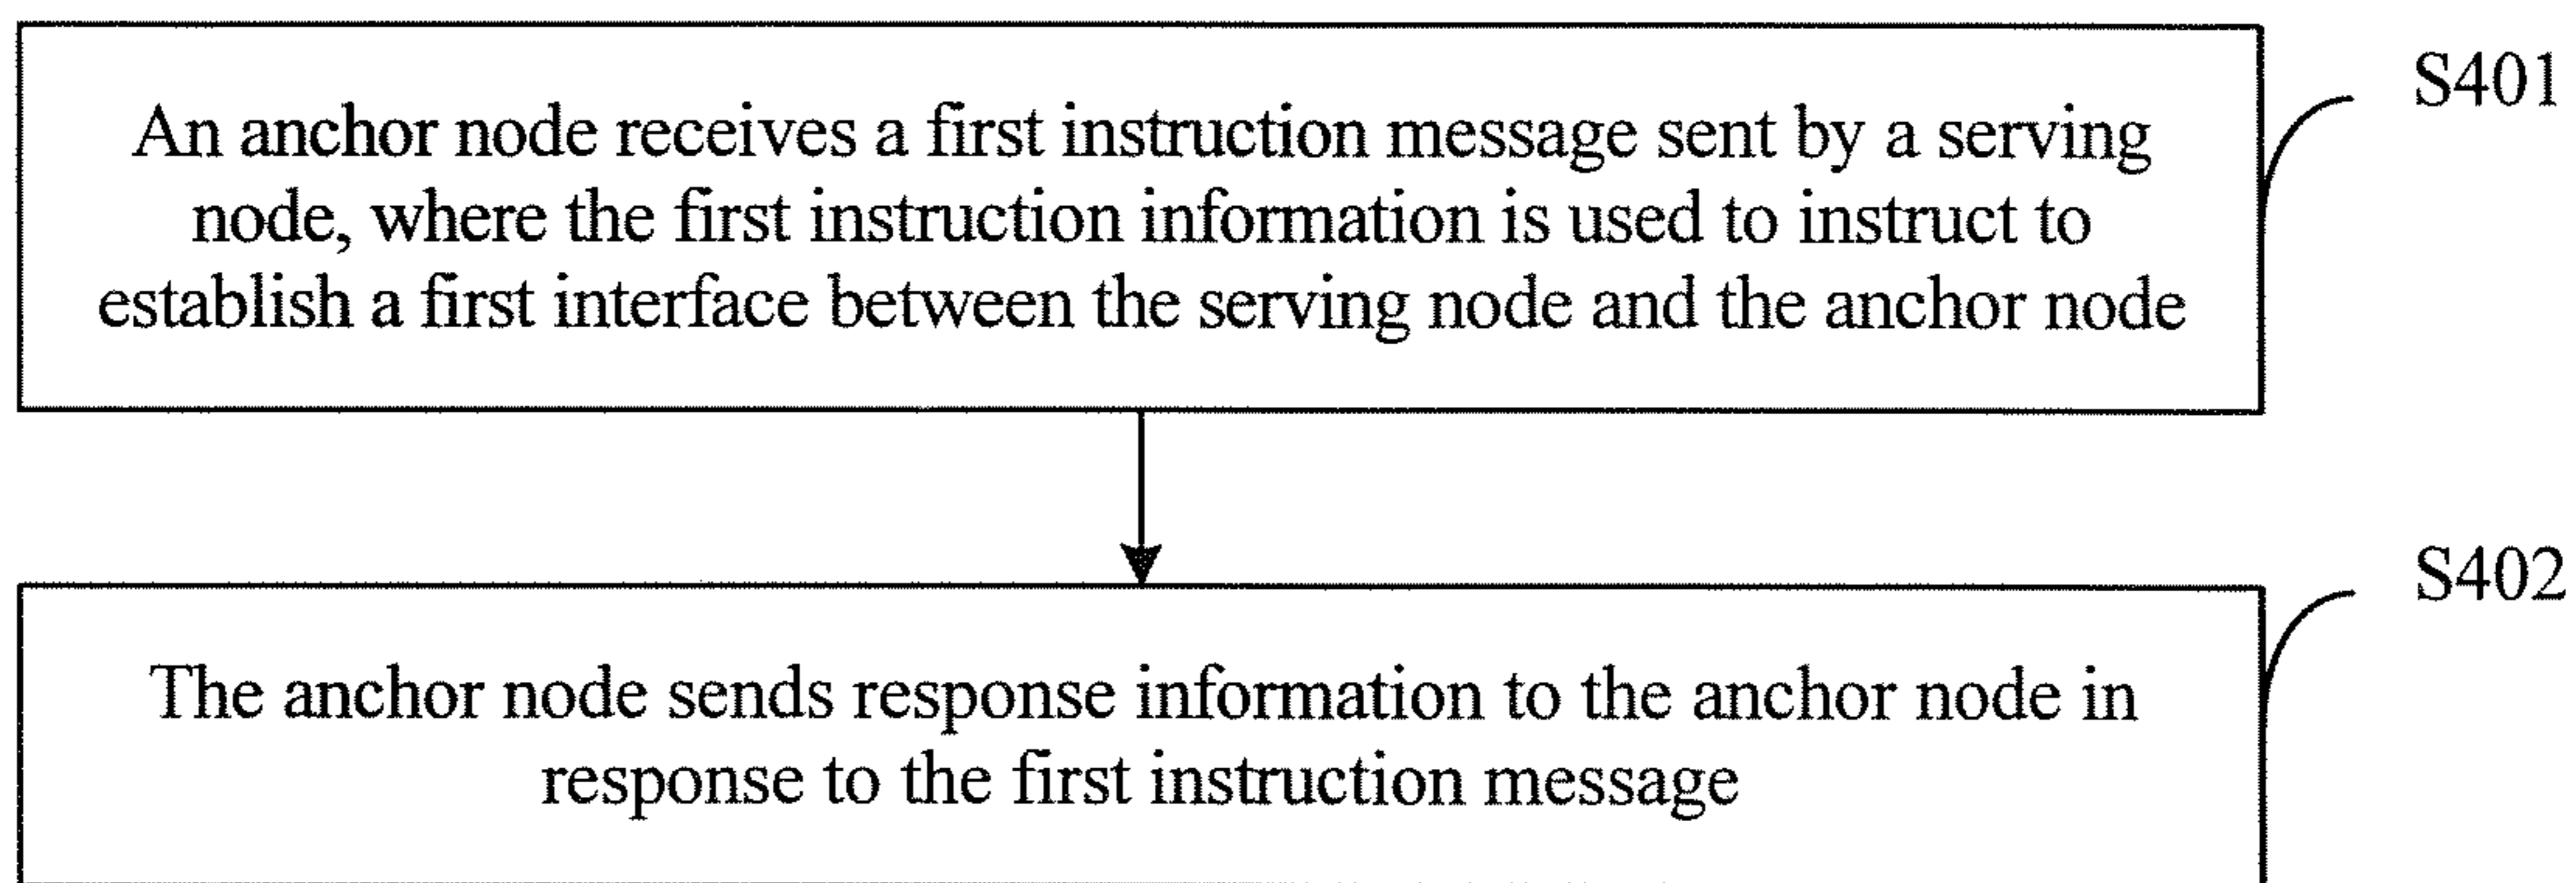 An anchor node receives a first instruction message sent by a serving
node, where the first instruction information is used to instruct to
establish a first interface between the serving node and the anchor node
S401
The anchor node sends response information to the anchor node in
response to the first instruction message
S402